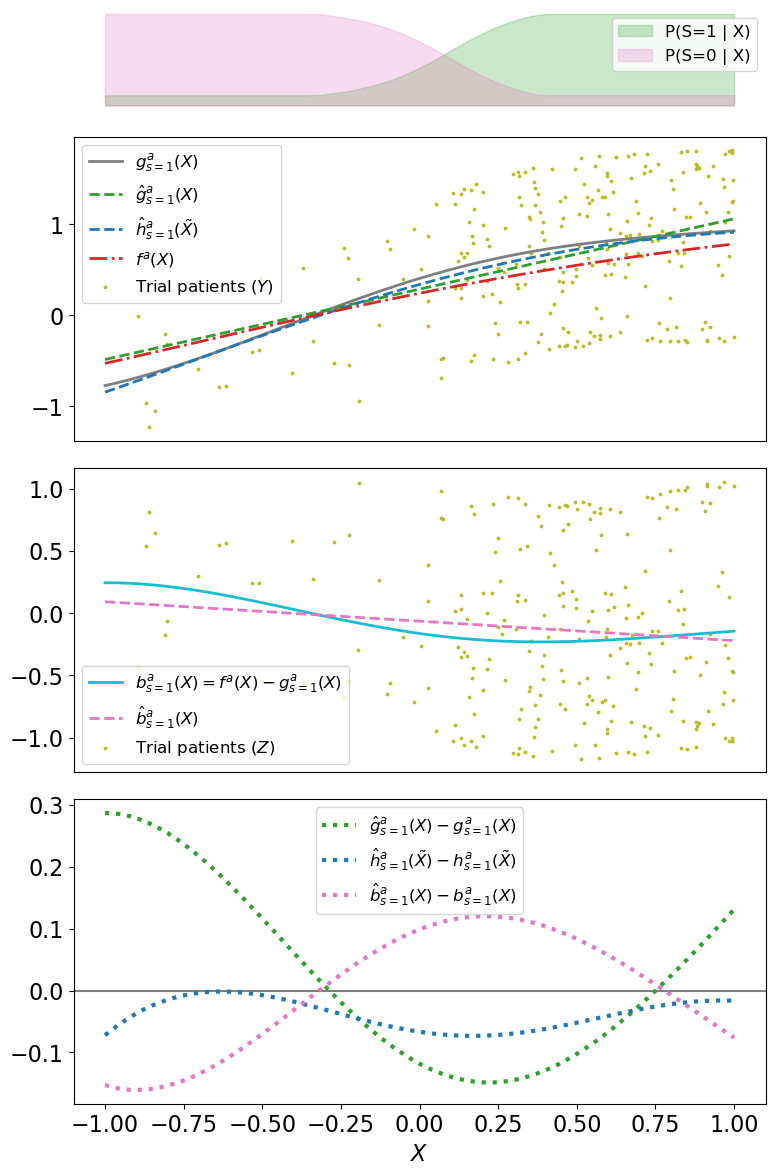 P(S=1 | X)
P(S=0 | X)
g^a_{s=1}(X)
ĝ^a_{s=1}(X)
ĥ^a_{s=1}(X̃)
f^a(X)
Trial patients (Y)
1
0
−1
1.0
0.5
0.0
−0.5
−1.0
b^a_{s=1}(X) = f^a(X) − g^a_{s=1}(X)
b̂^a_{s=1}(X)
Trial patients (Z)
0.3
0.2
0.1
0.0
−0.1
ĝ^a_{s=1}(X) − g^a_{s=1}(X)
ĥ^a_{s=1}(X̃) − h^a_{s=1}(X̃)
b̂^a_{s=1}(X) − b^a_{s=1}(X)
−1.00 −0.75 −0.50 −0.25 0.00 0.25 0.50 0.75 1.00
X